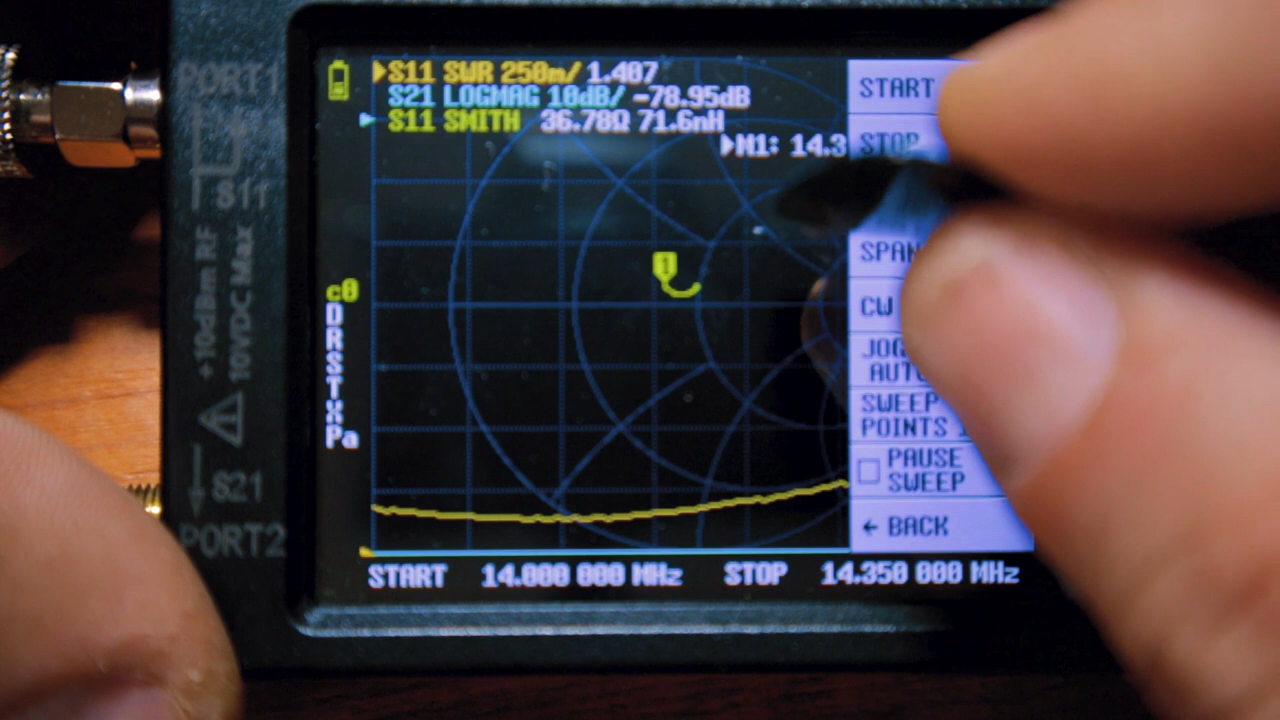 PORT1
S11
+10dBm RF
10VDC Max
S21
PORT2
S11 SWR 250m/ 1.407
S21 LOGMAG 10dB/ -78.95dB
S11 SMITH 36.78Ω 71.6nH
M1: 14.3
1
c0
D
R
S
T
X
Pa
START
STOP
SPAN
CW
JOG
AUTO
SWEEP
POINTS
PAUSE
SWEEP
← BACK
START 14.000 000 MHz STOP 14.350 000 MHz